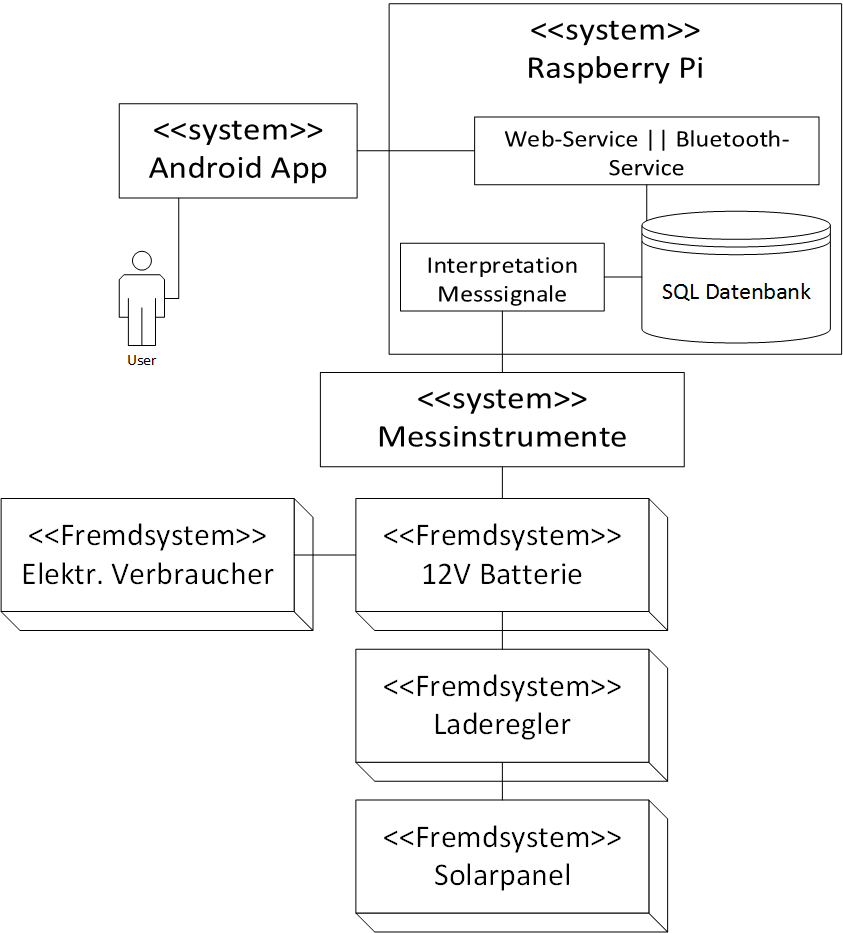 <<system>>
Raspberry Pi
<<system>>
Android App
Web-Service || Bluetooth-
Service
Interpretation
Messsignale
SQL Datenbank
User
<<system>>
Messinstrumente
<<Fremdsystem>>
Elektr. Verbraucher
<<Fremdsystem>>
12V Batterie
<<Fremdsystem>>
Laderegler
<<Fremdsystem>>
Solarpanel